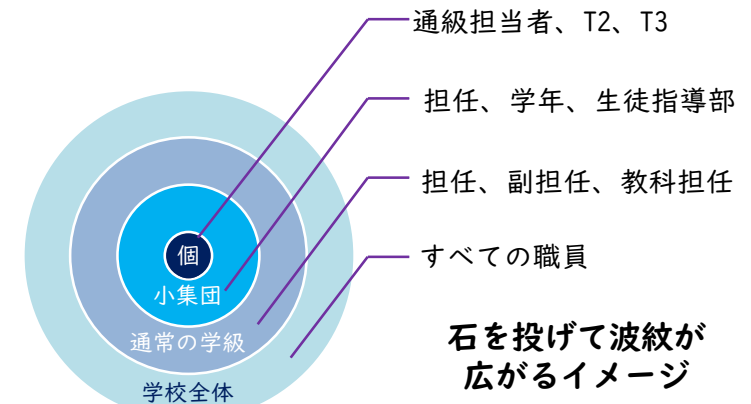 通級担当者、T2、T3
担任、学年、生徒指導部
担任、副担任、教科担任
すべての職員
個
小集団
通常の学級
学校全体
石を投げて波紋が
広がるイメージ